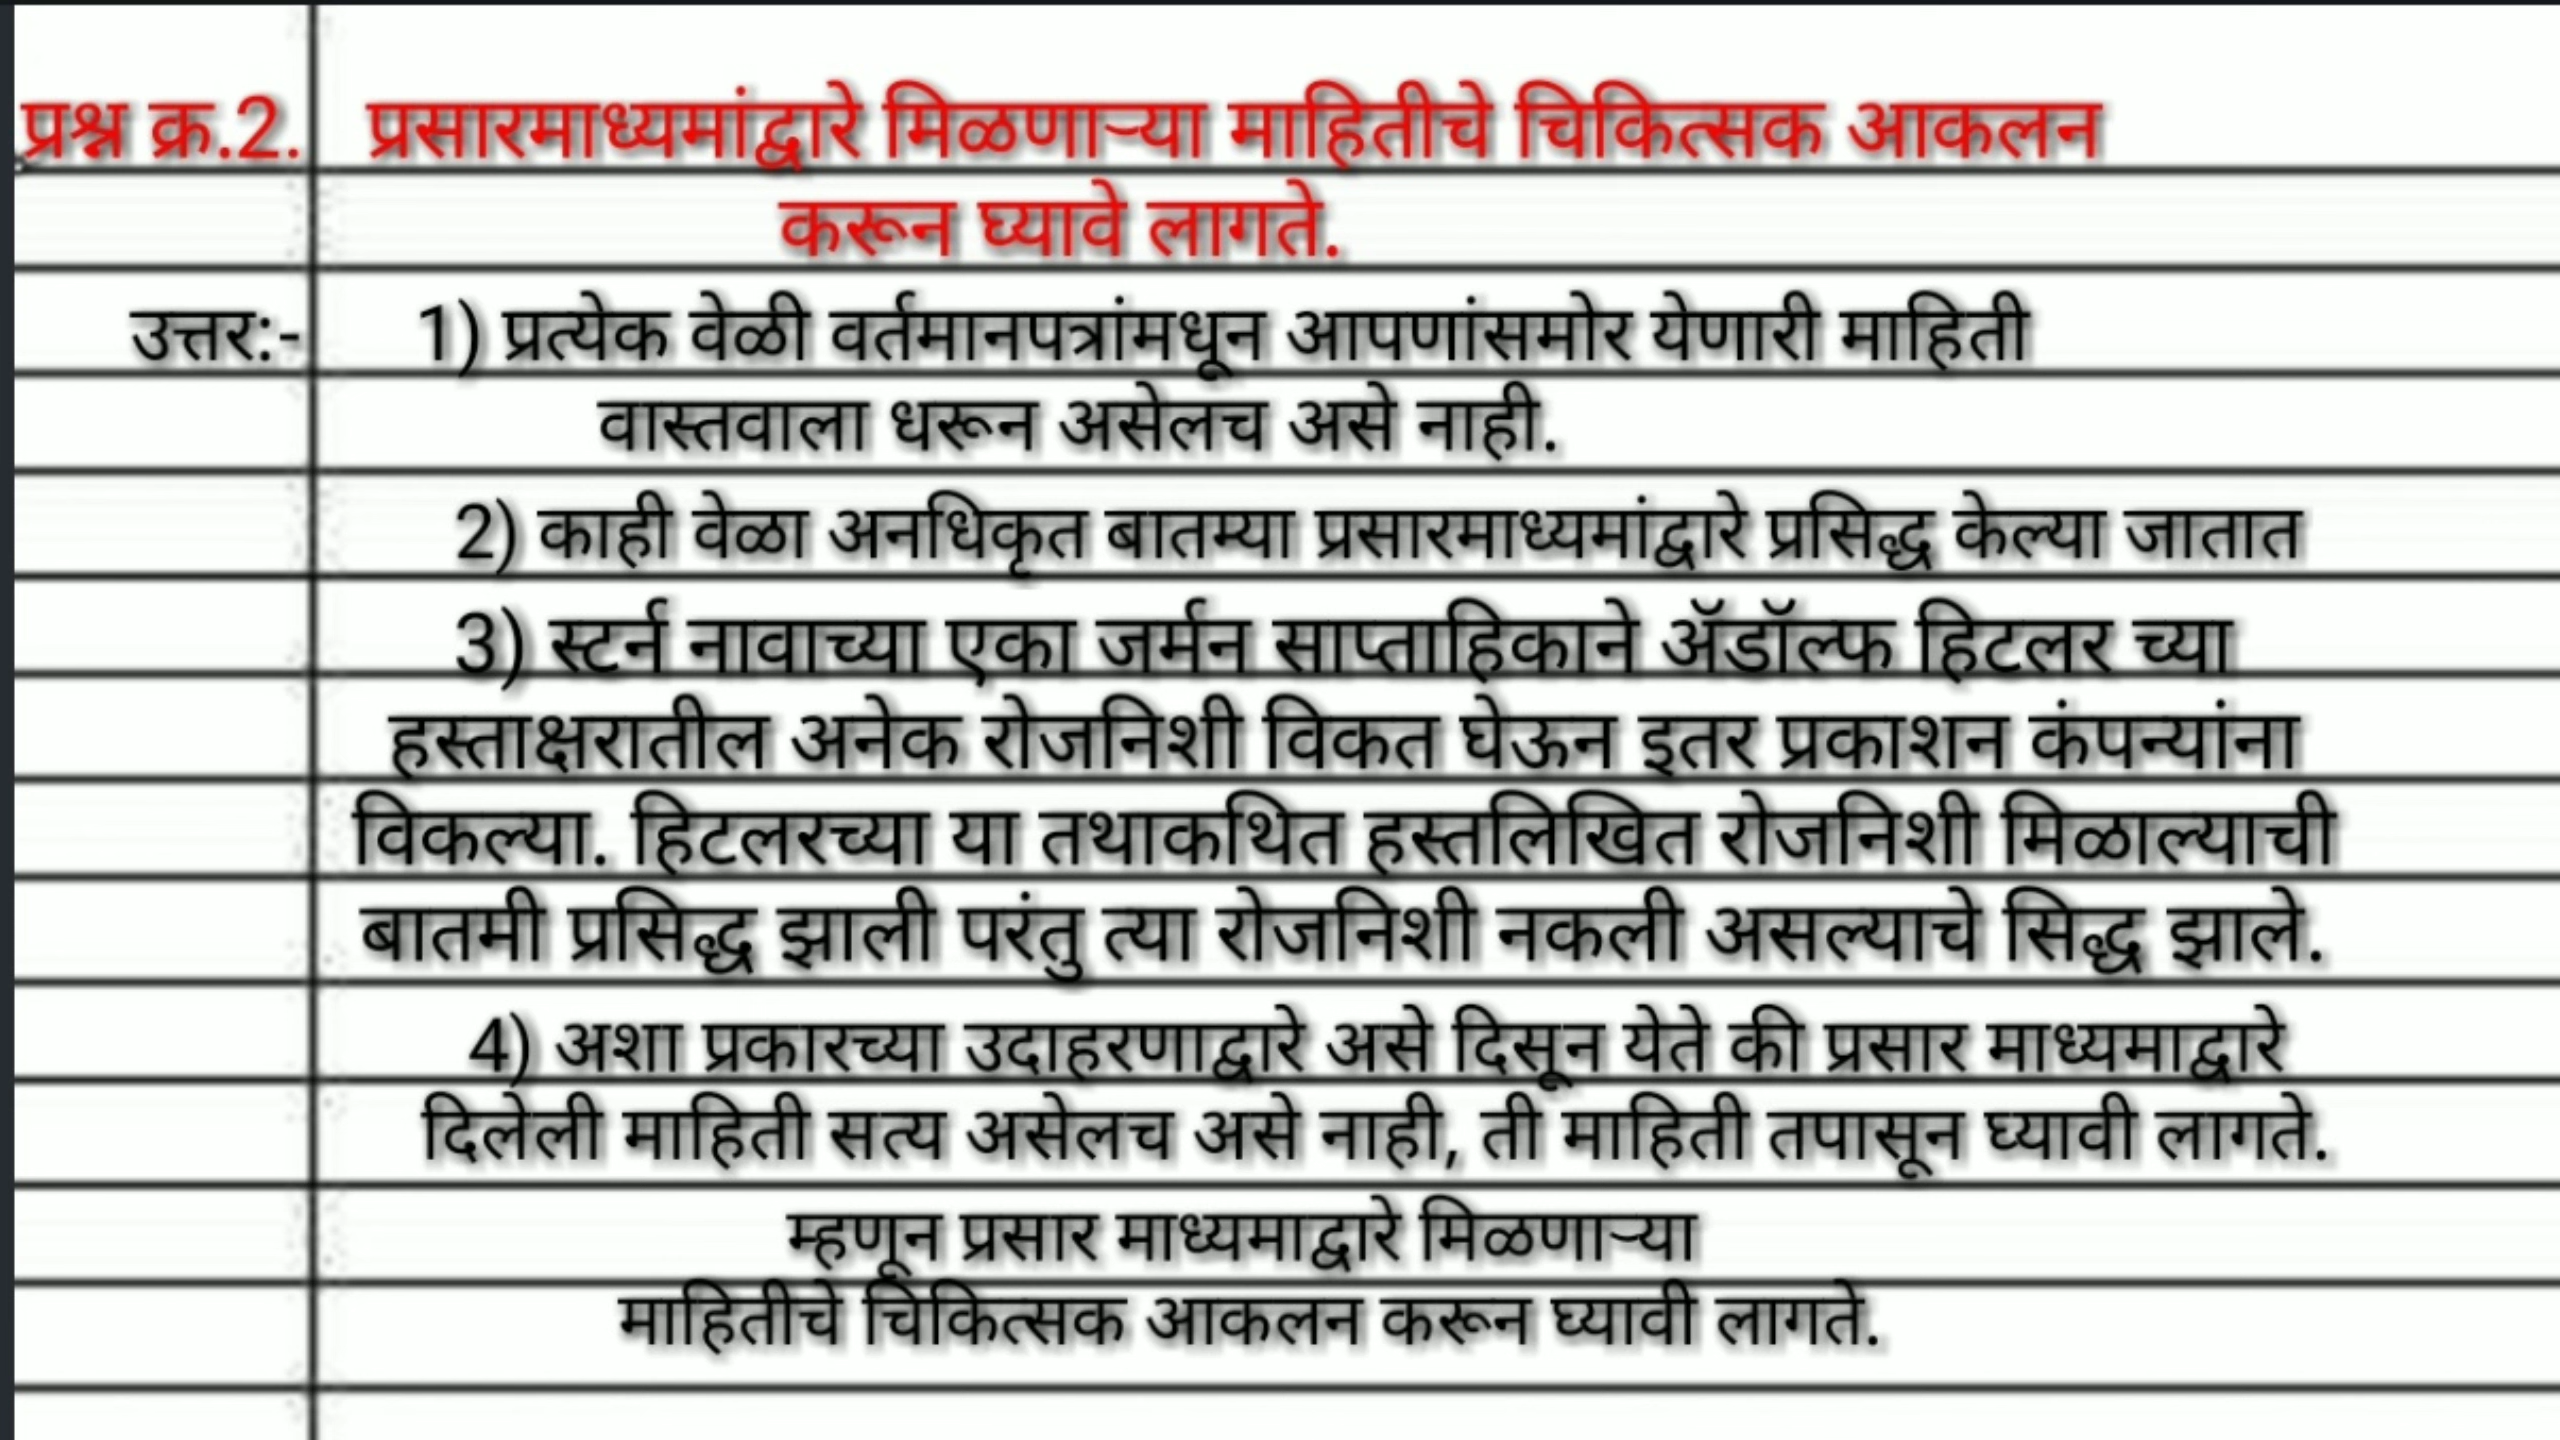 प्रश्न क्र.2. प्रसारमाध्यमांद्वारे मिळणाऱ्या माहितीचे चिकित्सक आकलन
करून घ्यावे लागते.
उत्तर:- 1) प्रत्येक वेळी वर्तमानपत्रांमधून आपणांसमोर येणारी माहिती
वास्तवाला धरून असेलच असे नाही.
2) काही वेळा अनधिकृत बातम्या प्रसारमाध्यमांद्वारे प्रसिद्ध केल्या जातात
3) स्टर्न नावाच्या एका जर्मन साप्ताहिकाने ॲडॉल्फ हिटलर च्या
हस्ताक्षरातील अनेक रोजनिशी विकत घेऊन इतर प्रकाशन कंपन्यांना
विकल्या. हिटलरच्या या तथाकथित हस्तलिखित रोजनिशी मिळाल्याची
बातमी प्रसिद्ध झाली परंतु त्या रोजनिशी नकली असल्याचे सिद्ध झाले.
4) अशा प्रकारच्या उदाहरणाद्वारे असे दिसून येते की प्रसार माध्यमाद्वारे
दिलेली माहिती सत्य असेलच असे नाही, ती माहिती तपासून घ्यावी लागते.
म्हणून प्रसार माध्यमाद्वारे मिळणाऱ्या
माहितीचे चिकित्सक आकलन करून घ्यावी लागते.